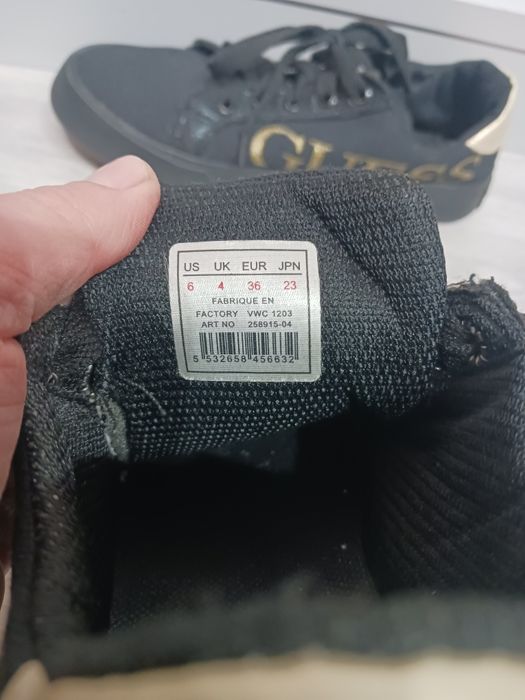 GUESS
US UK EUR JPN
6 4 36 23
FABRIQUE EN
FACTORY VWC 1203
ART NO 258915-04
5 532658 456632